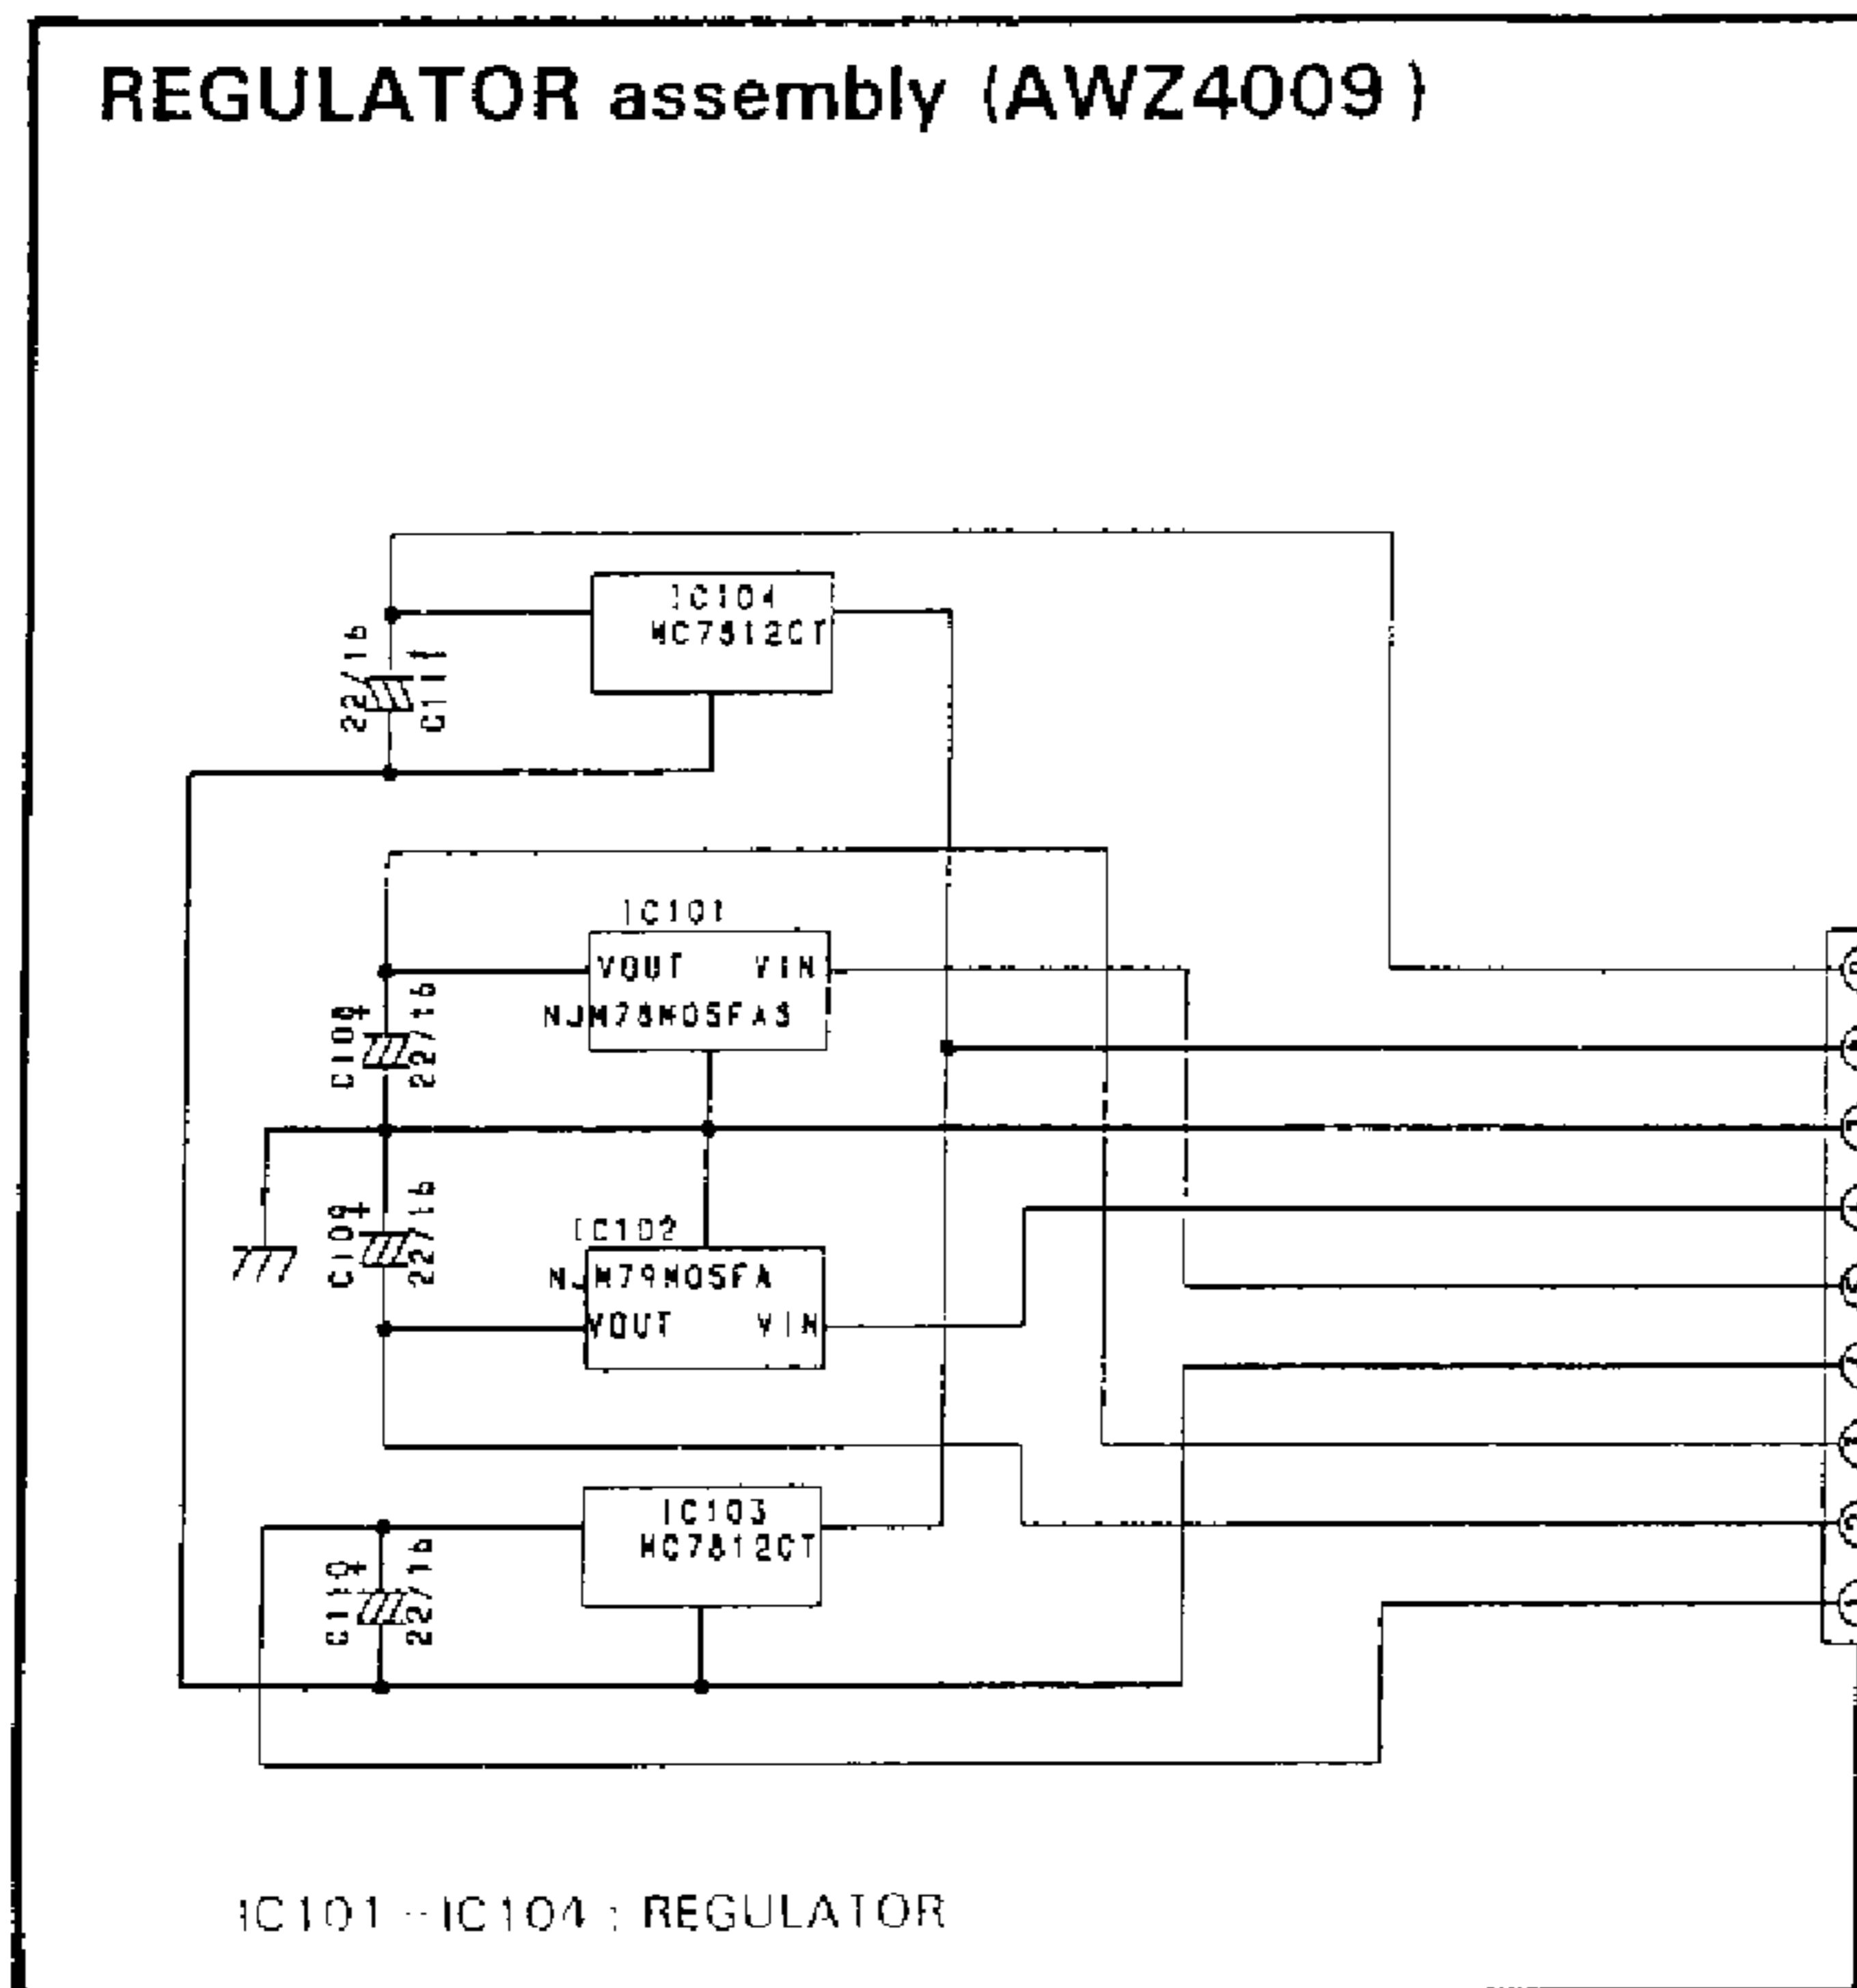 REGULATOR assembly (AWZ4009)
IC104
MC7812CT
22/16
C111
IC101
VOUT VIN
NJM78M05FAS
C108
22/16
C109
22/16
IC102
NJM79M05FA
VOUT VIN
IC103
MC7812CT
C110
22/16
IC101 - IC104 : REGULATOR